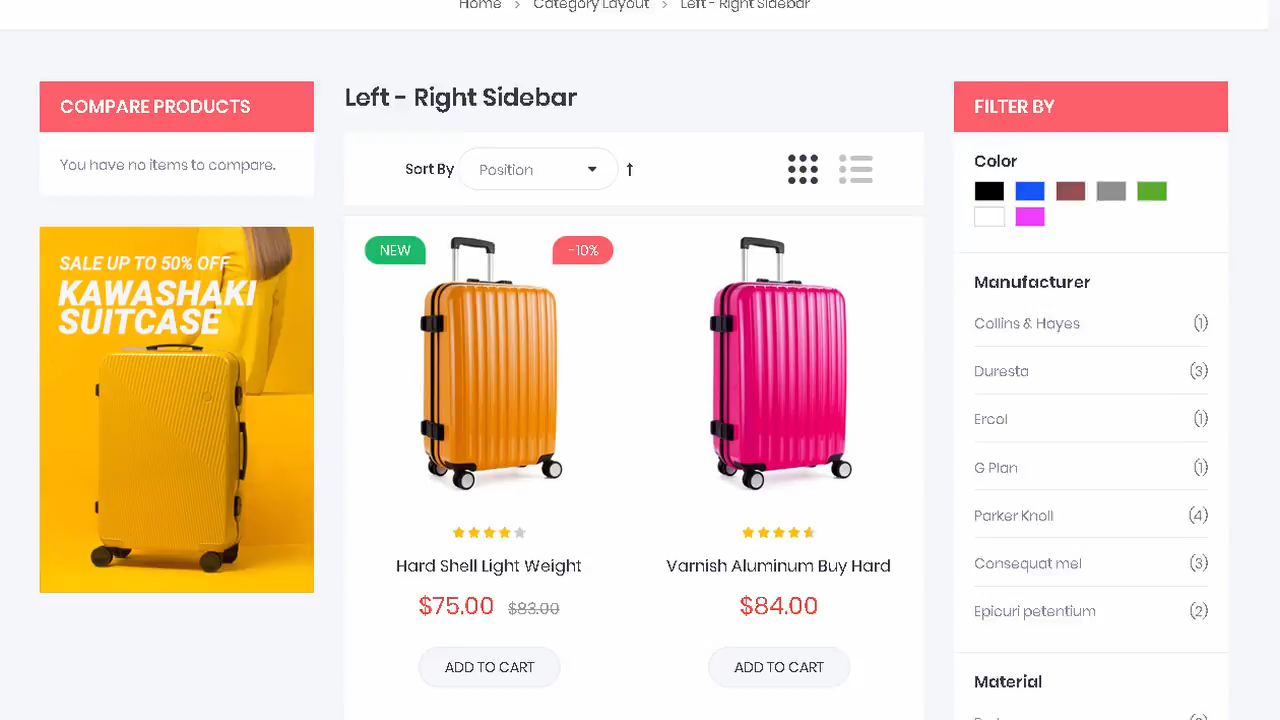 Home > Category Layout > Left - Right Sidebar
COMPARE PRODUCTS
You have no items to compare.
SALE UP TO 50% OFF
KAWASHAKI
SUITCASE
Left - Right Sidebar
Sort By Position
NEW
-10%
Hard Shell Light Weight
$75.00 $83.00
ADD TO CART
Varnish Aluminum Buy Hard
$84.00
ADD TO CART
FILTER BY
Color
Manufacturer
Collins & Hayes (1)
Duresta (3)
Ercol (1)
G Plan (1)
Parker Knoll (4)
Consequat mel (3)
Epicuri petentium (2)
Material